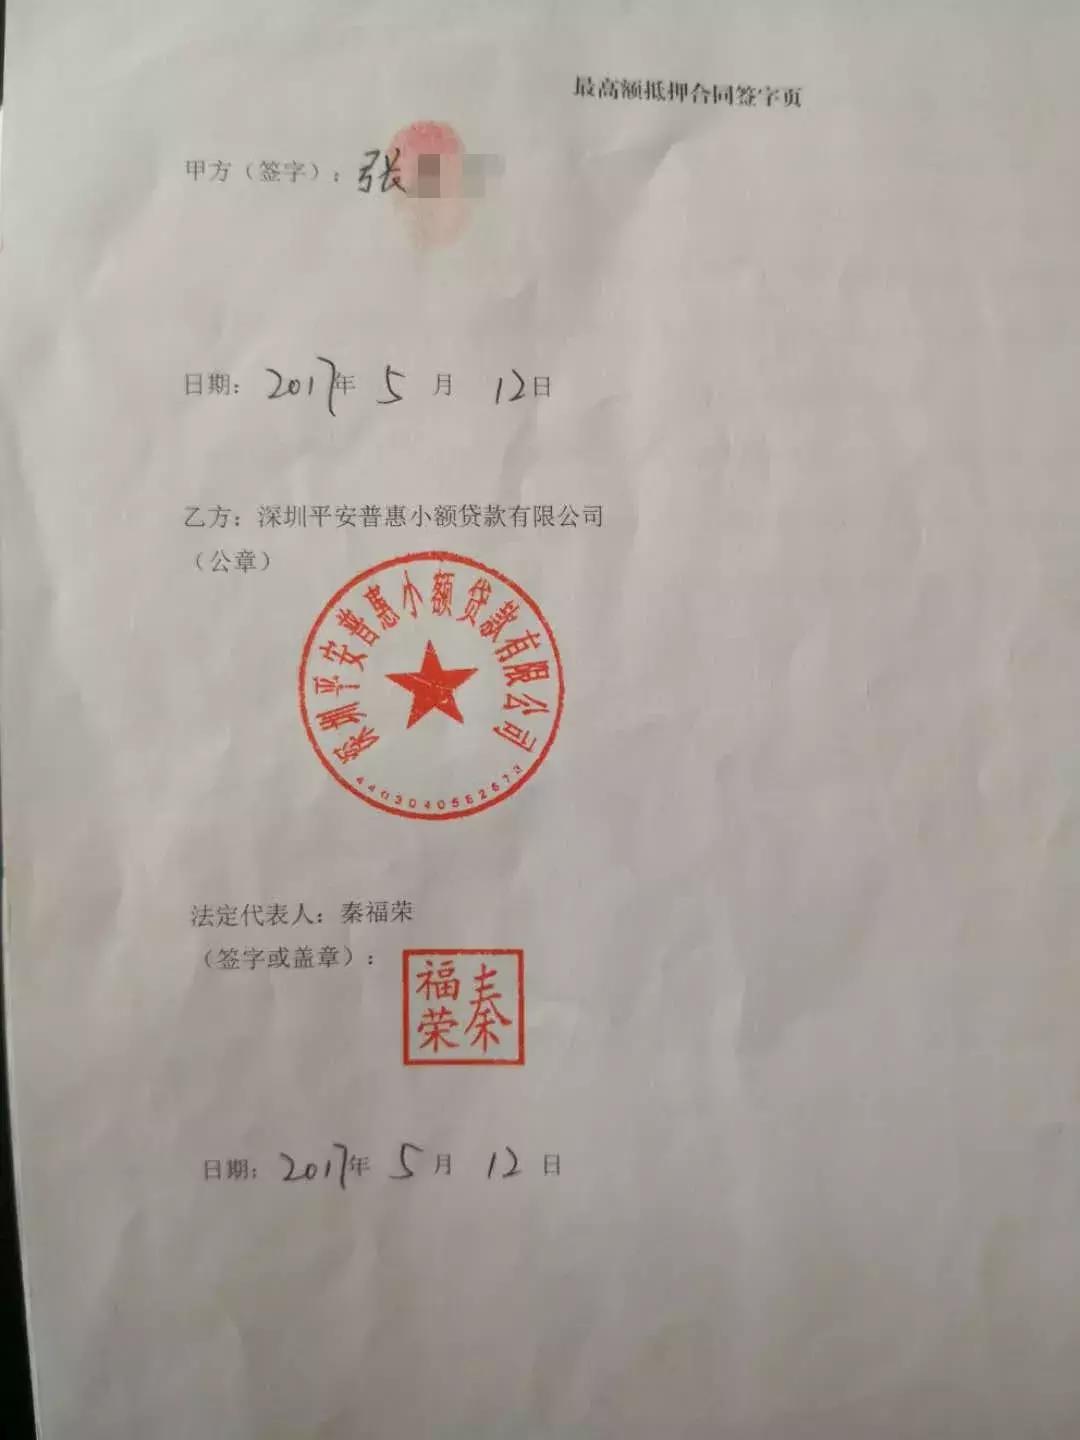 最高额抵押合同签字页
甲方（签字）：张
日期：2017年 5 月 12日
乙方：深圳平安普惠小额贷款有限公司
（公章）
深圳平安普惠小额贷款有限公司
4403040562673
法定代表人：秦福荣
（签字或盖章）：
秦福荣
日期：2017年 5 月 12 日